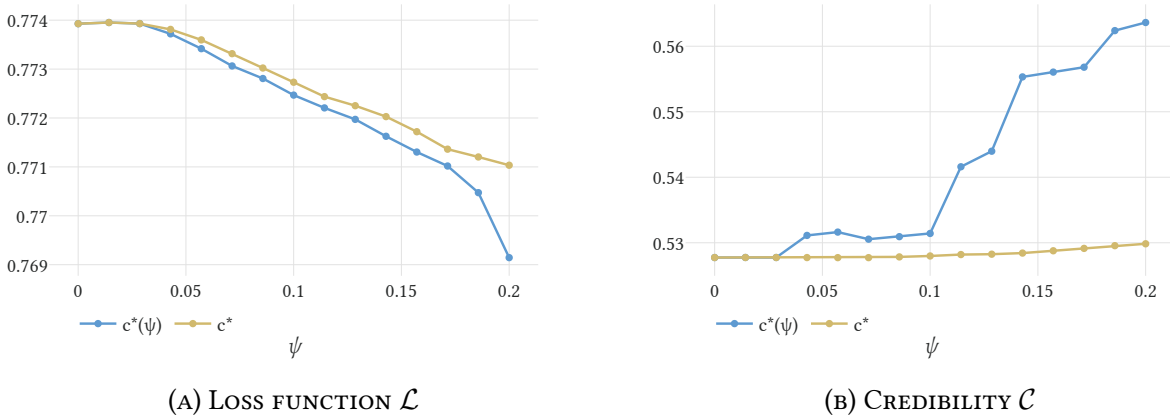 0.774
0.773
0.772
0.771
0.77
0.769
0 0.05 0.1 0.15 0.2
c*(ψ) c*
ψ
(A) Loss function ℒ
0.56
0.55
0.54
0.53
0 0.05 0.1 0.15 0.2
c*(ψ) c*
ψ
(B) Credibility 𝒞